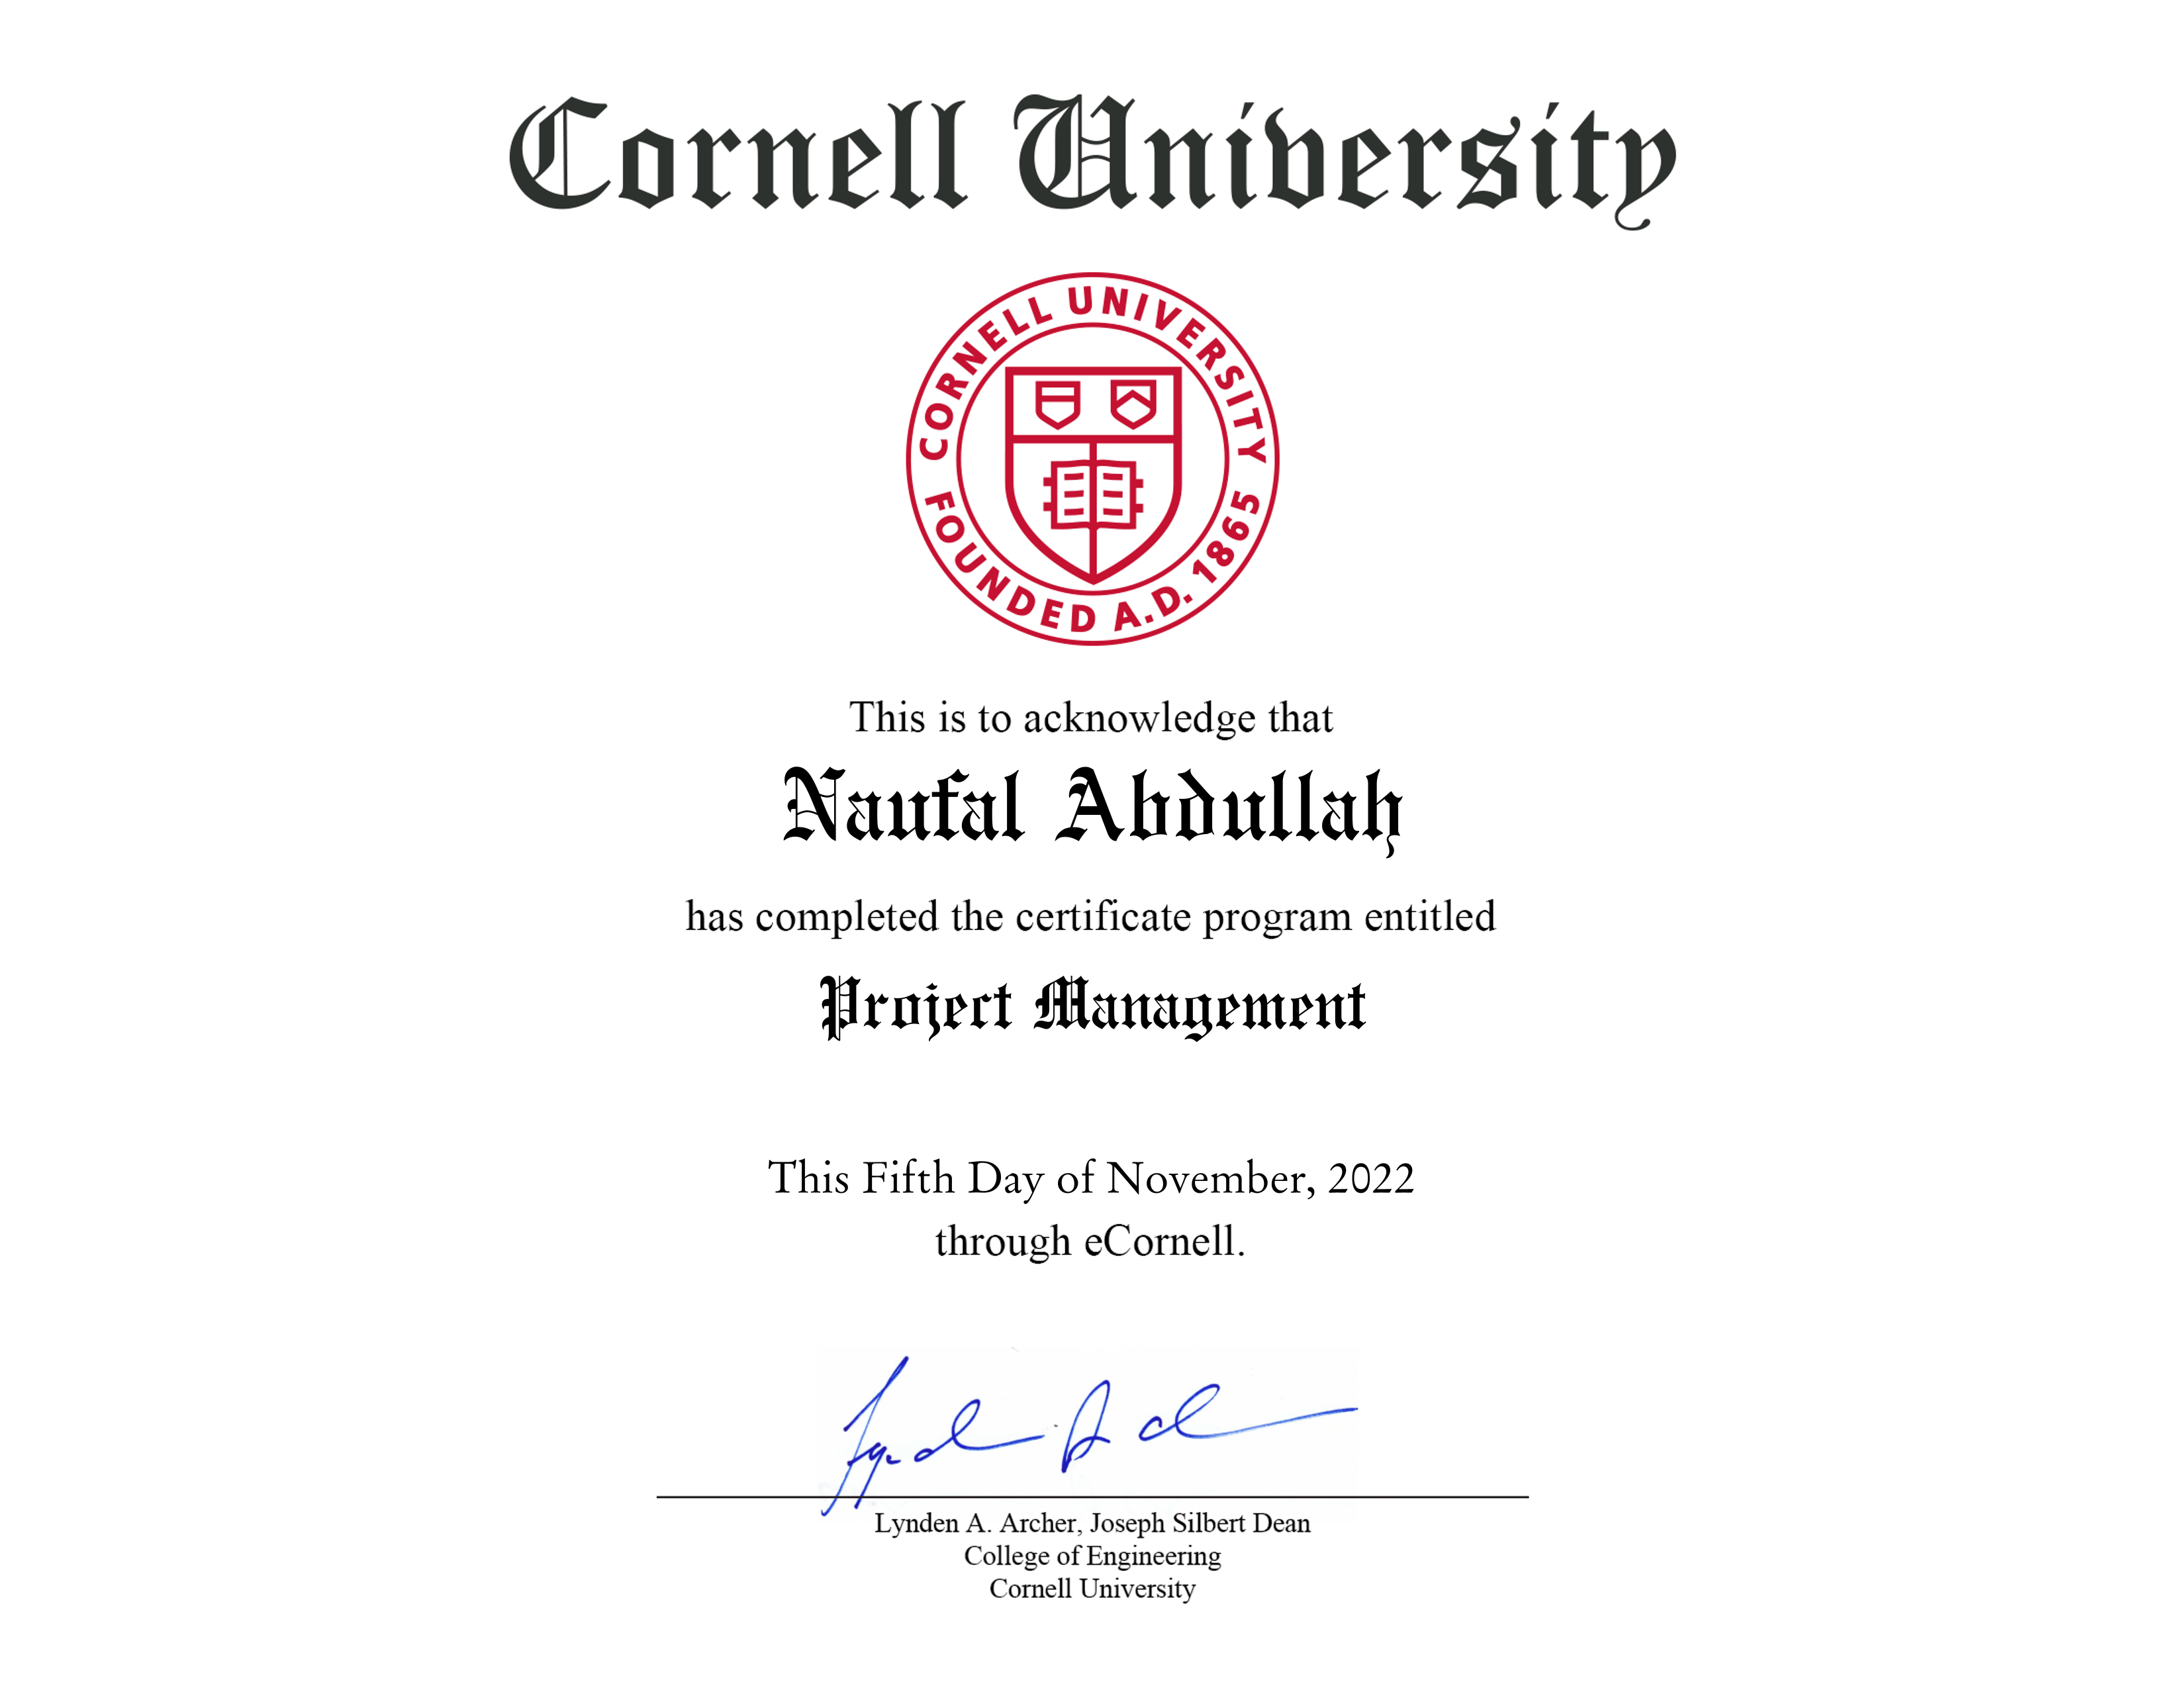 Cornell University
CORNELL UNIVERSITY
FOUNDED A.D. 1865
This is to acknowledge that
Naufal Abdullah
has completed the certificate program entitled
Project Management
This Fifth Day of November, 2022
through eCornell.
Lynden A. Archer, Joseph Silbert Dean
College of Engineering
Cornell University